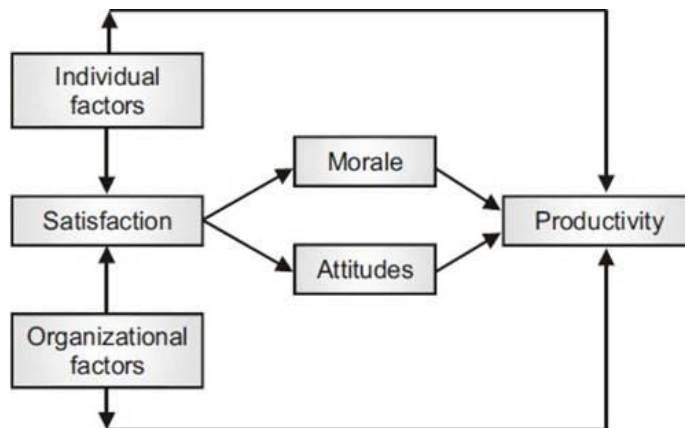 Individual
factors
Morale
Satisfaction
Productivity
Attitudes
Organizational
factors